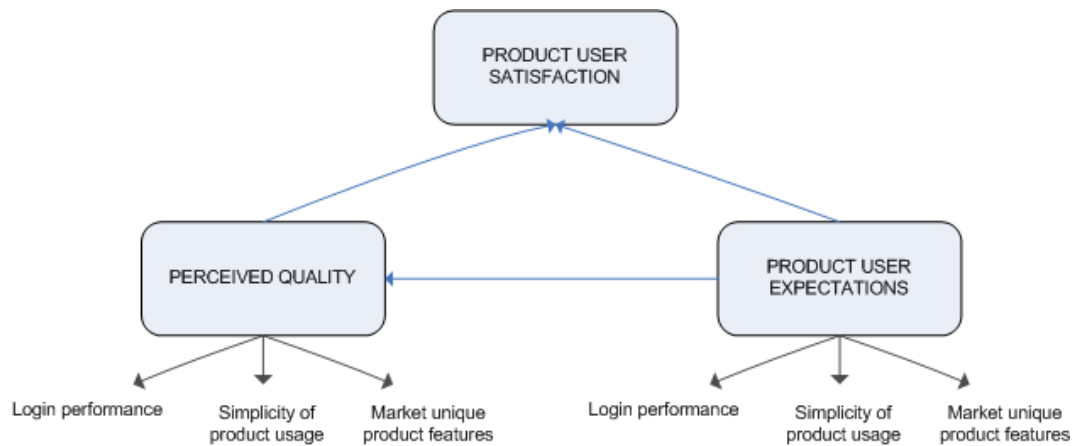 PRODUCT USER
SATISFACTION
PERCEIVED QUALITY
PRODUCT USER
EXPECTATIONS
Login performance
Simplicity of
product usage
Market unique
product features
Login performance
Simplicity of
product usage
Market unique
product features